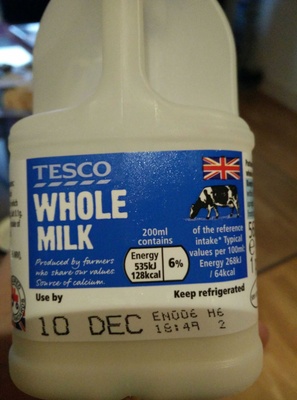 TESCO
WHOLE
MILK
Produced by farmers
who share our values
Source of calcium.
200ml
contains
Energy
535kJ
128kcal
6%
of the reference
intake* Typical
values per 100ml
Energy 268kJ
/ 64kcal
Use by
Keep refrigerated
10 DEC
EN006 H6
18:49 2